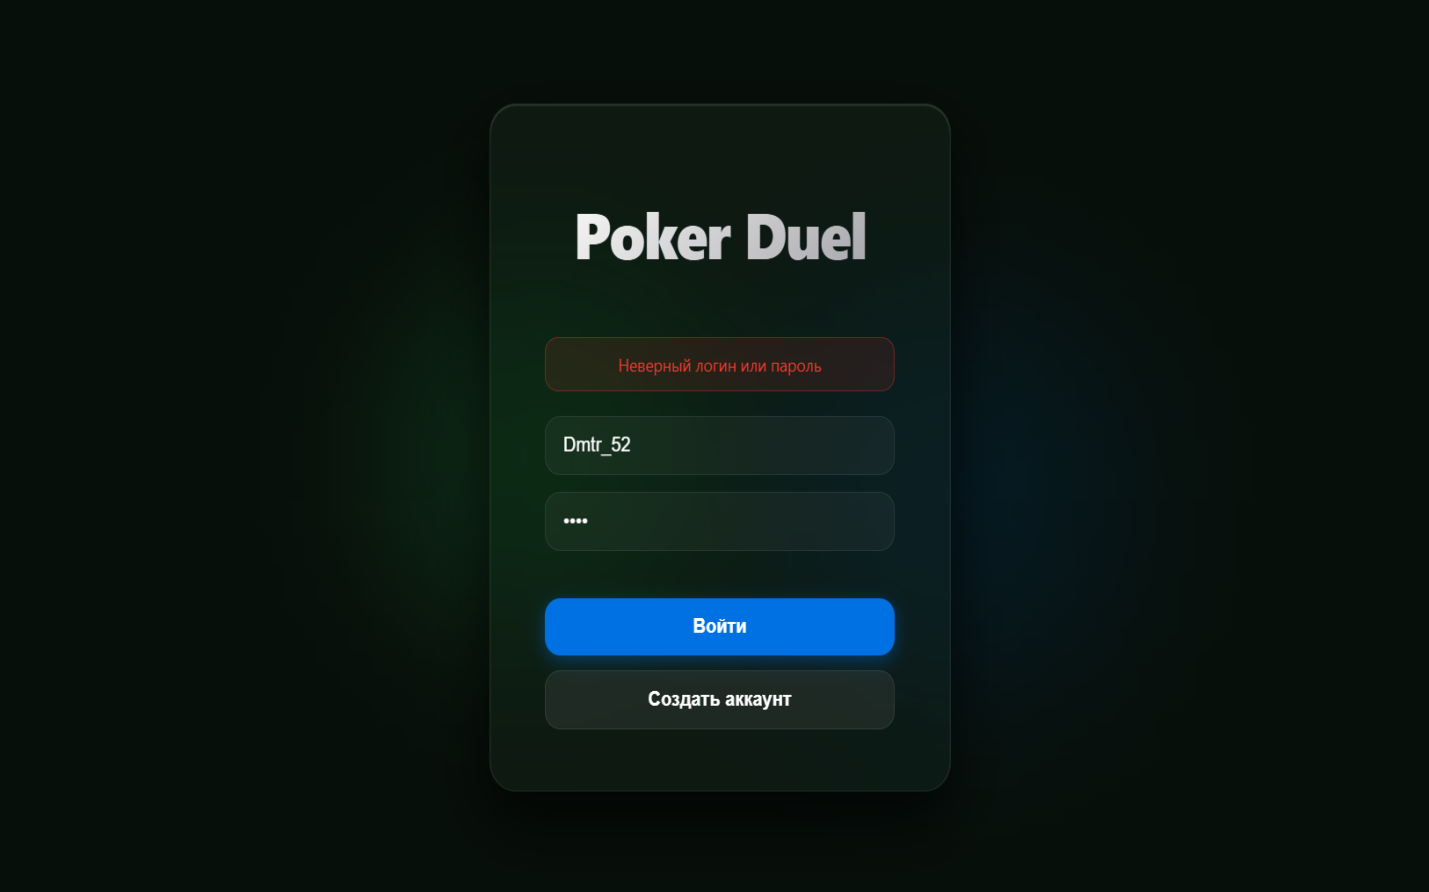 Poker Duel
Неверный логин или пароль
Dmtr_52
••••
Войти
Создать аккаунт